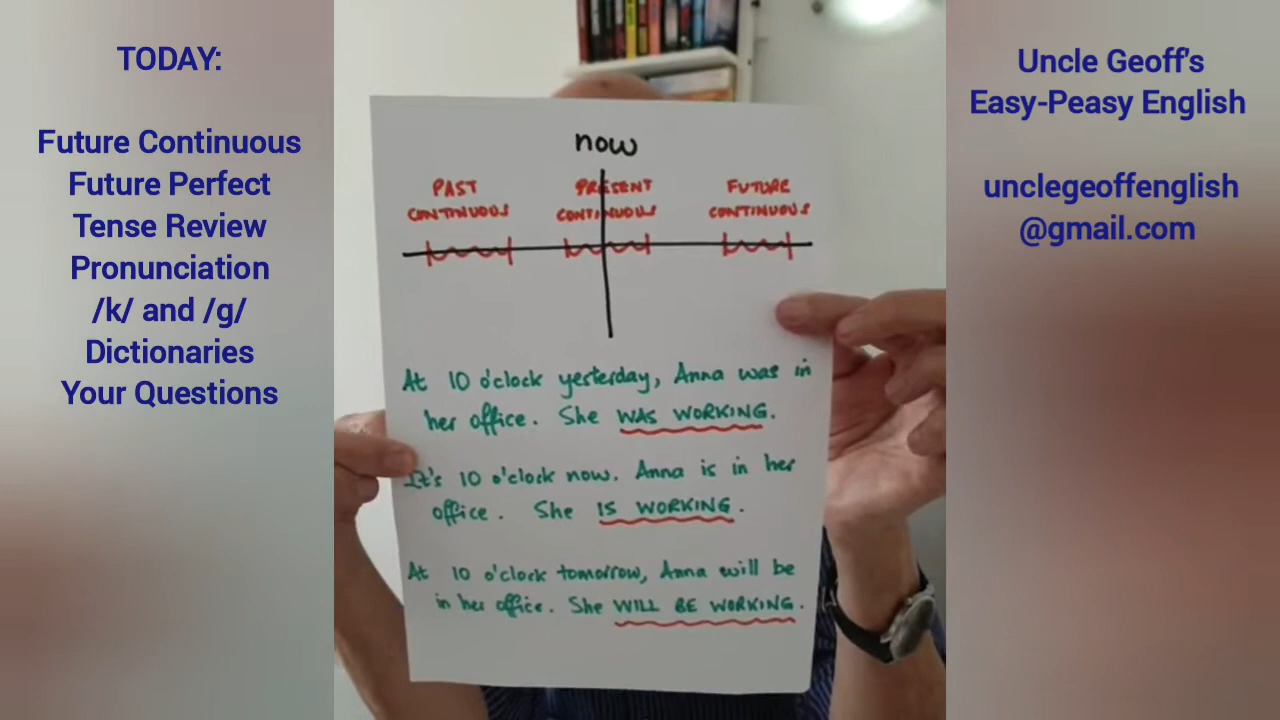 TODAY:
Future Continuous
Future Perfect
Tense Review
Pronunciation
/k/ and /g/
Dictionaries
Your Questions
now
PAST
CONTINUOUS
PRESENT
CONTINUOUS
FUTURE
CONTINUOUS
At 10 o'clock yesterday, Anna was in
her office. She WAS WORKING.
It's 10 o'clock now. Anna is in her
office. She IS WORKING.
At 10 o'clock tomorrow, Anna will be
in her office. She WILL BE WORKING.
Uncle Geoff's
Easy-Peasy English
unclegeoffenglish
@gmail.com